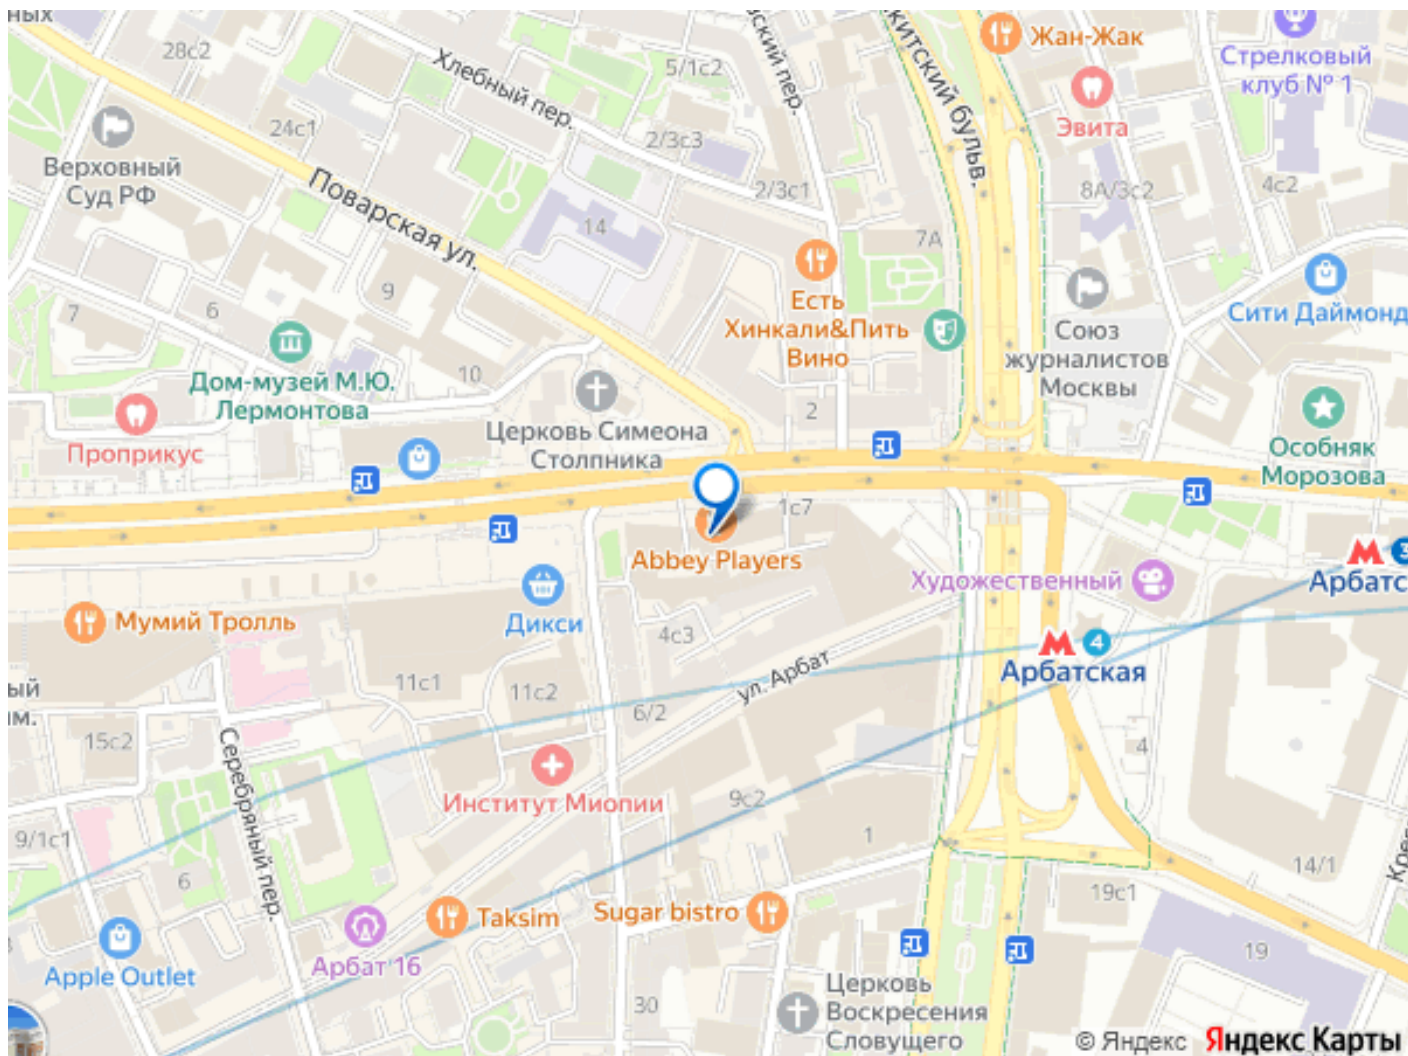 ных
28с2
Хлебный пер.
5/1с2
ский пер.
китский бульв.
Жан-Жак
Стрелковый
клуб № 1
Эвита
Верховный
Суд РФ
24с1
2/3с3
2/3с1
8А/3с2
4с2
Поварская ул.
14
7А
9
6
7
Есть
Хинкали&Пить
Вино
Союз
журналистов
Москвы
Сити Даймонд
Дом-музей М.Ю.
Лермонтова
10
Проприкус
Церковь Симеона
Столпника
2
Особняк
Морозова
1с7
Abbey Players
Художественный
3
Арбатс
Дикси
Мумий Тролль
4с3
4
Арбатская
ул. Арбат
ый
им.
11с1
11с2
6/2
15с2
Серебряный пер.
4
Институт Миопии
9с2
1
9/1с1
6
14/1
Кре
19с1
Taksim
Sugar bistro
Арбат 16
Apple Outlet
19
30
Церковь
Воскресения
Словущего
© Яндекс Яндекс Карты